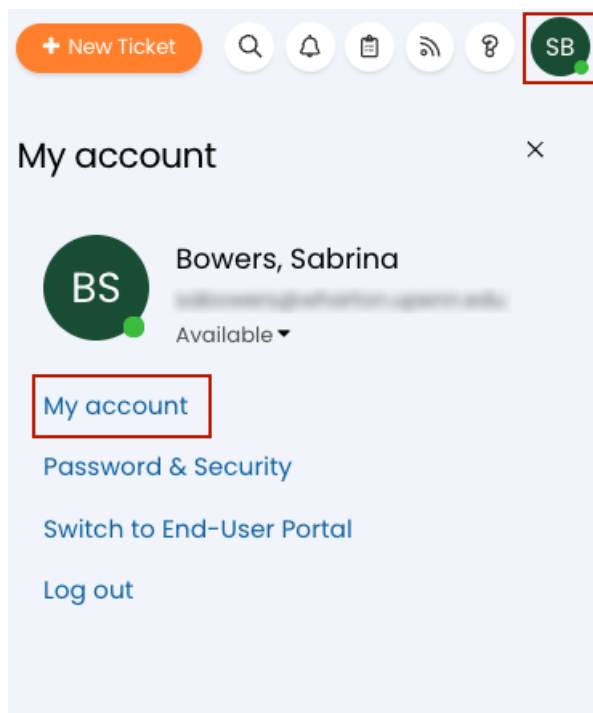 + New Ticket
SB
My account
BS
Bowers, Sabrina
Available
My account
Password & Security
Switch to End-User Portal
Log out